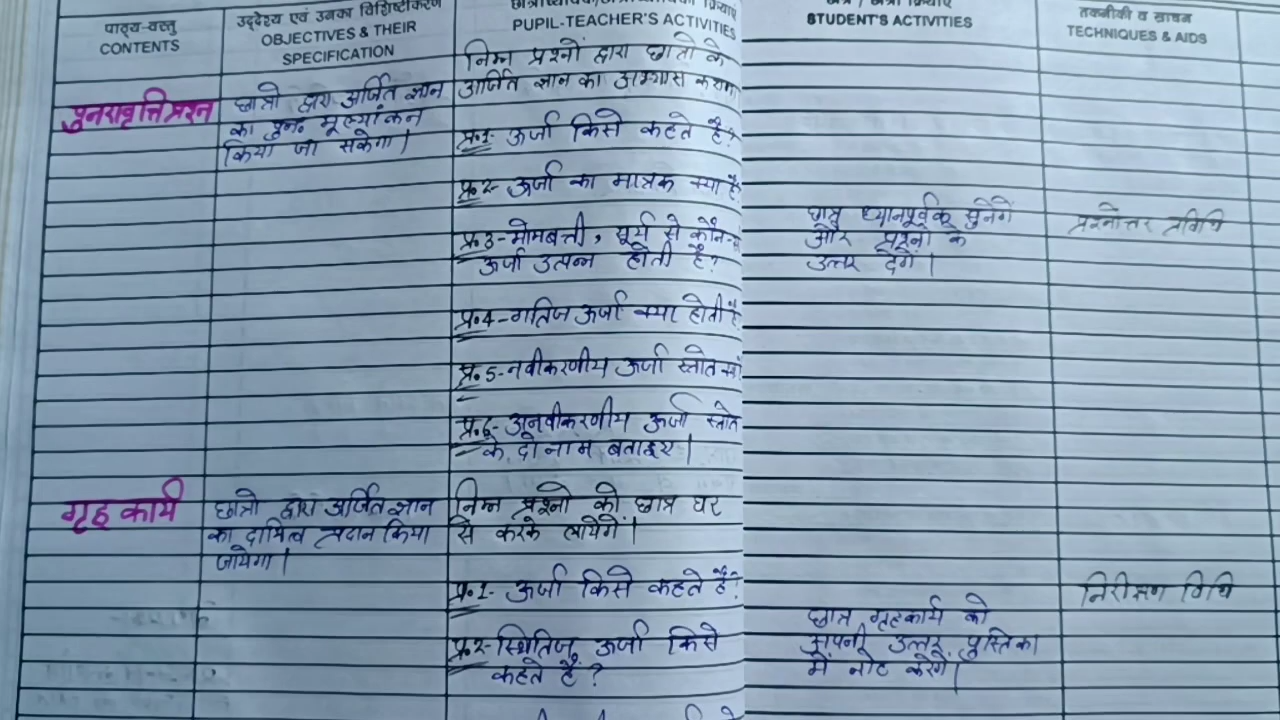 पाठ्य-वस्तु
CONTENTS
उद्देश्य एवं उनका विशिष्टीकरण
OBJECTIVES & THEIR
SPECIFICATION
PUPIL-TEACHER'S ACTIVITIES
STUDENT'S ACTIVITIES
तकनीकी व साधन
TECHNIQUES & AIDS
पुनरावृत्ति प्रश्न
छात्रो द्वारा अर्जित ज्ञान
का पुनः मूल्यांकन
किया जा सकेगा।
निम्न प्रश्नों द्वारा छात्रो के
अर्जित ज्ञान का अभ्यास कराना
प्र.1- ऊर्जा किसे कहते है?
प्र.2- ऊर्जा का मात्रक क्या है
प्र.3-मोमबत्ती, सूर्य से कौन-
ऊर्जा उत्पन्न होती है?
प्र.4-गतिज ऊर्जा क्या होती है
प्र.5-नवीकरणीय ऊर्जा स्त्रोत
प्र.6-अनवीकरणीय ऊर्जा स्त्रोत
के दो नाम बताइए।
छात्र ध्यानपूर्वक सुनेंगें
और प्रश्नो के
उत्तर देंगें।
प्रश्नोत्तर प्रविधि
गृह कार्य
छात्रो द्वारा अर्जित ज्ञान
का दायित्व प्रदान किया
जायेगा।
निम्न प्रश्नो को छात्र घर
से करके लायेगें।
प्र.1- ऊर्जा किसे कहते है?
प्र.2-स्थितिज ऊर्जा किसे
कहते है?
छात्र गृहकार्य को
अपनी उत्तर पुस्तिका
में नोट करेंगे।
निरीक्षण विधि